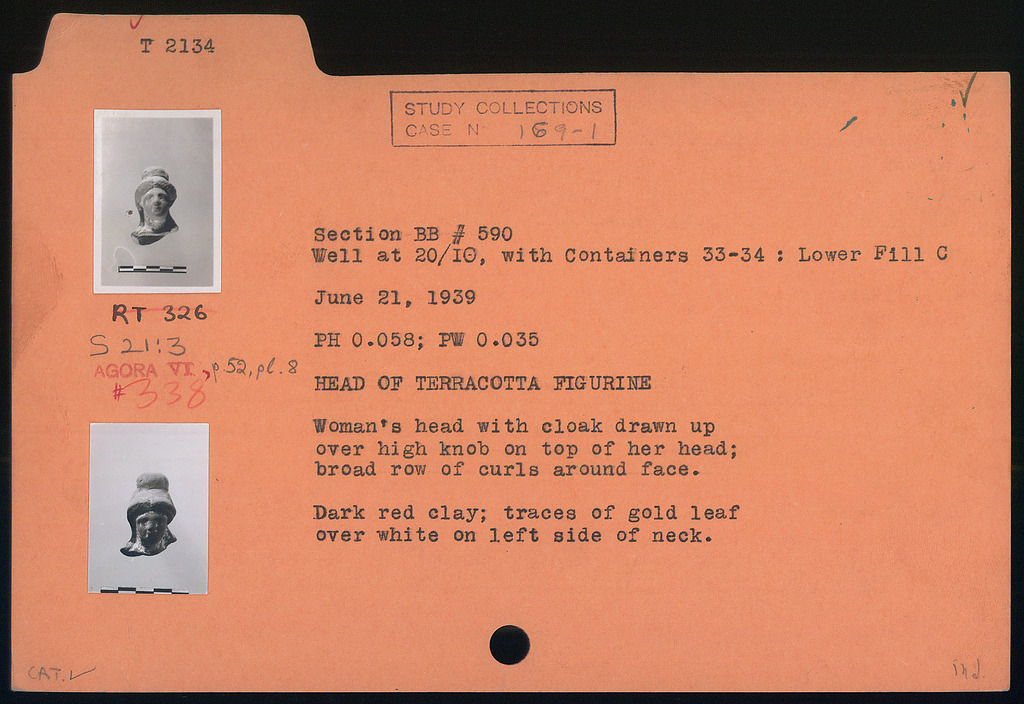 T 2134
STUDY COLLECTIONS
CASE Nº 169-1
Section BB # 590
Well at 20/ΙΘ, with Containers 33-34 : Lower Fill C
June 21, 1939
PH 0.058; PW 0.035
HEAD OF TERRACOTTA FIGURINE
Woman's head with cloak drawn up
over high knob on top of her head;
broad row of curls around face.
Dark red clay; traces of gold leaf
over white on left side of neck.
RT 326
S 21:3
AGORA VI, p. 52, pl. 8
#338
CAT.
ind.